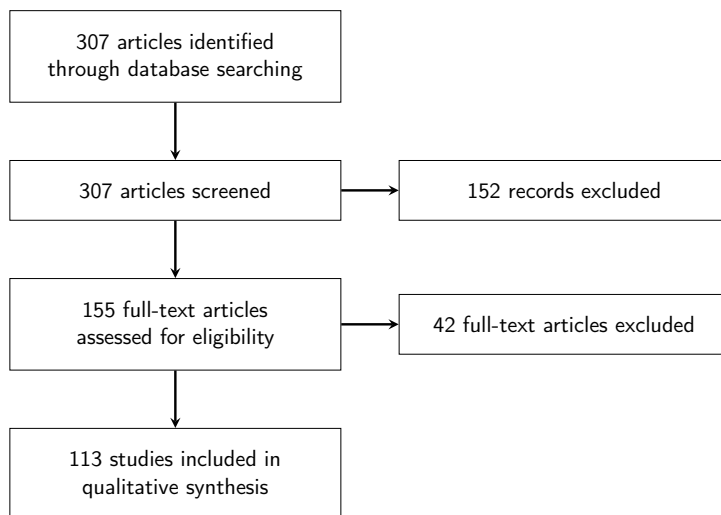 307 articles identified
through database searching
307 articles screened
152 records excluded
155 full-text articles
assessed for eligibility
42 full-text articles excluded
113 studies included in
qualitative synthesis